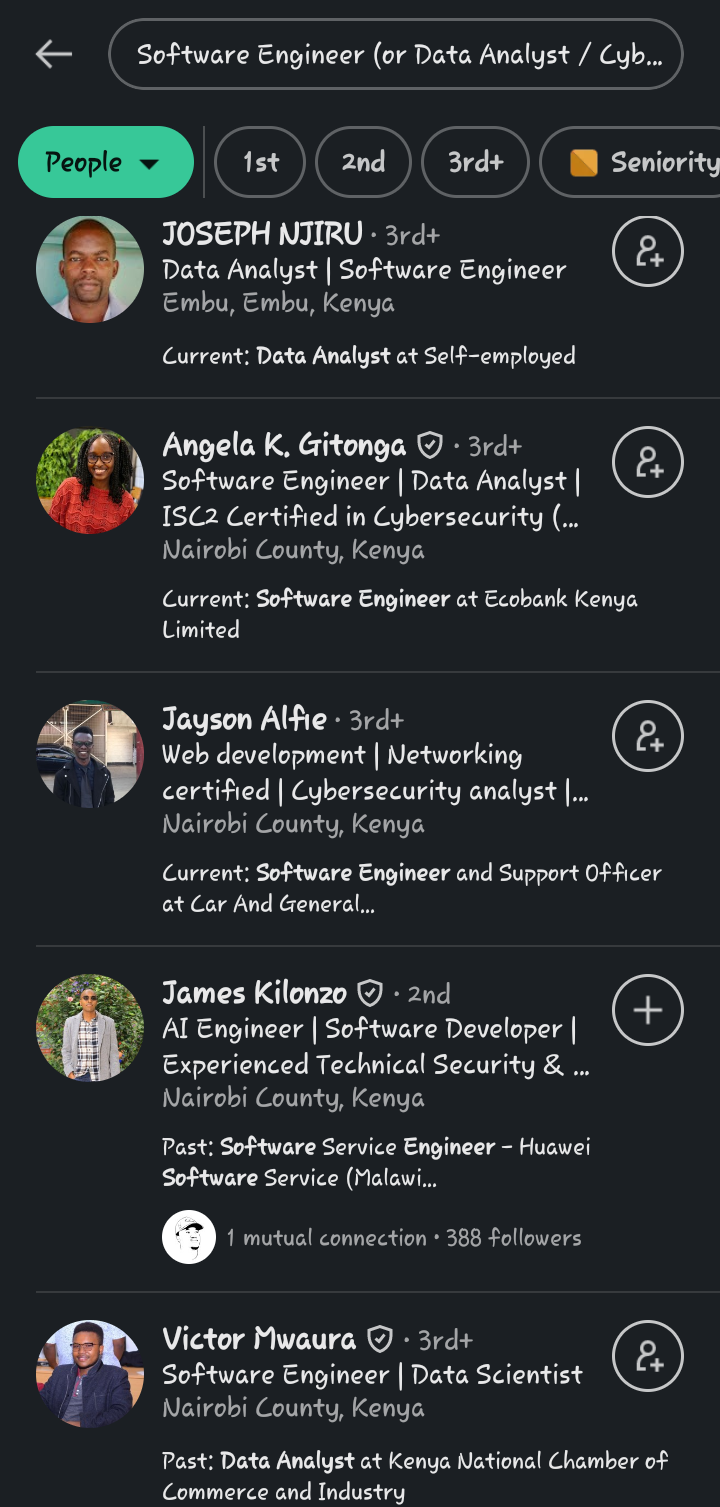 Software Engineer (or Data Analyst / Cyb...
People
1st
2nd
3rd+
Seniority
JOSEPH NJIRU · 3rd+
Data Analyst | Software Engineer
Embu, Embu, Kenya
Current: Data Analyst at Self-employed
Angela K. Gitonga · 3rd+
Software Engineer | Data Analyst |
ISC2 Certified in Cybersecurity (...
Nairobi County, Kenya
Current: Software Engineer at Ecobank Kenya
Limited
Jayson Alfie · 3rd+
Web development | Networking
certified | Cybersecurity analyst |...
Nairobi County, Kenya
Current: Software Engineer and Support Officer
at Car And General...
James Kilonzo · 2nd
AI Engineer | Software Developer |
Experienced Technical Security & ...
Nairobi County, Kenya
Past: Software Service Engineer - Huawei
Software Service (Malawi...
1 mutual connection • 388 followers
Victor Mwaura · 3rd+
Software Engineer | Data Scientist
Nairobi County, Kenya
Past: Data Analyst at Kenya National Chamber of
Commerce and Industry